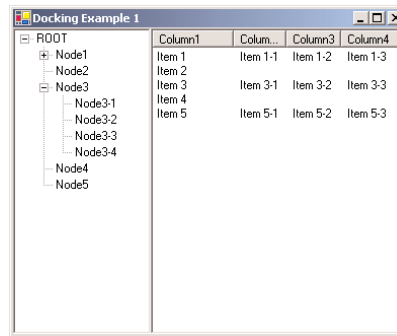 Docking Example 1
ROOT
Node1
Node2
Node3
Node3-1
Node3-2
Node3-3
Node3-4
Node4
Node5
Column1 Colum... Column3 Column4
Item 1 Item 1-1 Item 1-2 Item 1-3
Item 2
Item 3 Item 3-1 Item 3-2 Item 3-3
Item 4
Item 5 Item 5-1 Item 5-2 Item 5-3